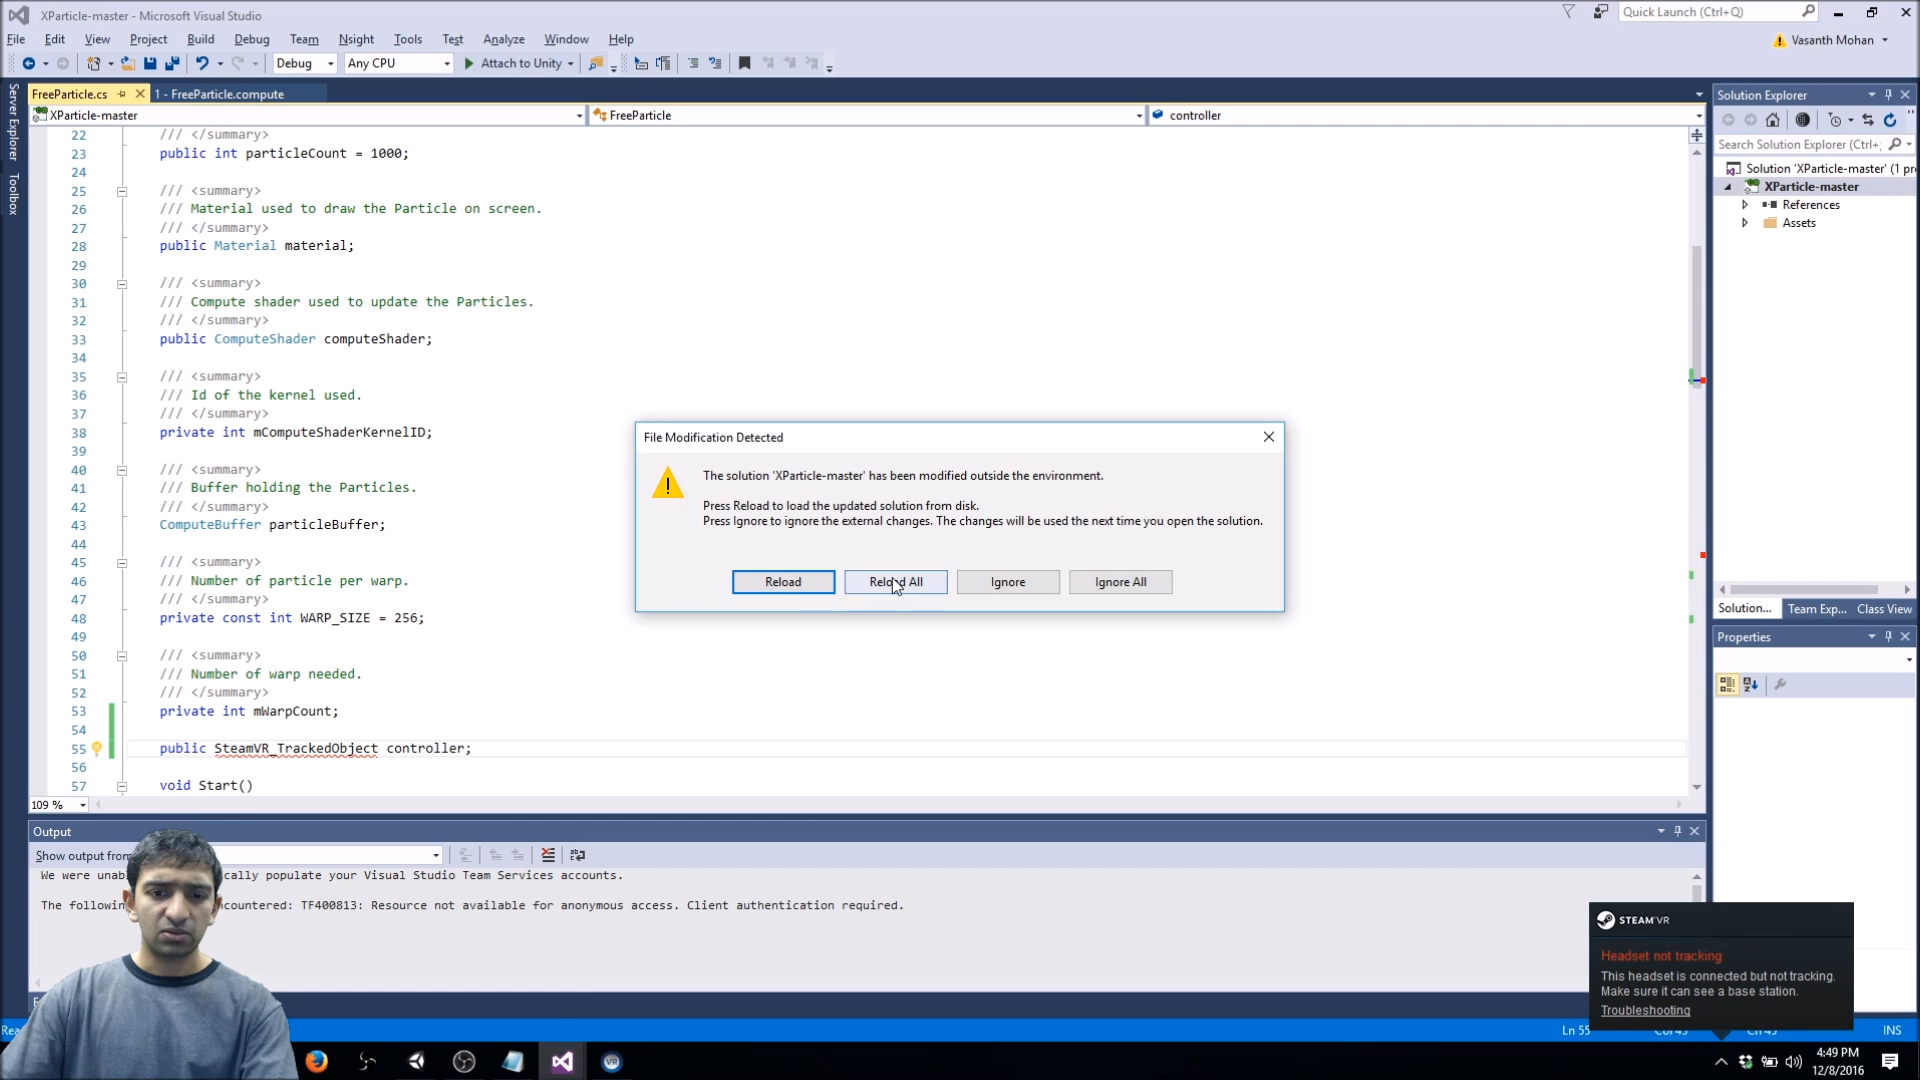 XParticle-master - Microsoft Visual Studio
Quick Launch (Ctrl+Q)
File Edit View Project Build Debug Team Nsight Tools Test Analyze Window Help
Vasanth Mohan
Debug Any CPU Attach to Unity
Server Explorer
Toolbox
FreeParticle.cs 1 - FreeParticle.compute
XParticle-master FreeParticle controller
22 /// </summary>
23 public int particleCount = 1000;
24
25 /// <summary>
26 /// Material used to draw the Particle on screen.
27 /// </summary>
28 public Material material;
29
30 /// <summary>
31 /// Compute shader used to update the Particles.
32 /// </summary>
33 public ComputeShader computeShader;
34
35 /// <summary>
36 /// Id of the kernel used.
37 /// </summary>
38 private int mComputeShaderKernelID;
39
40 /// <summary>
41 /// Buffer holding the Particles.
42 /// </summary>
43 ComputeBuffer particleBuffer;
44
45 /// <summary>
46 /// Number of particle per warp.
47 /// </summary>
48 private const int WARP_SIZE = 256;
49
50 /// <summary>
51 /// Number of warp needed.
52 /// </summary>
53 private int mWarpCount;
54
55 public SteamVR_TrackedObject controller;
56
57 void Start()
109 %
File Modification Detected
The solution 'XParticle-master' has been modified outside the environment.
Press Reload to load the updated solution from disk.
Press Ignore to ignore the external changes. The changes will be used the next time you open the solution.
Reload Reload All Ignore Ignore All
Solution Explorer
Search Solution Explorer (Ctrl+;
Solution 'XParticle-master' (1 pr
XParticle-master
References
Assets
Solution... Team Exp... Class View
Properties
Output
Show output from
We were unab cally populate your Visual Studio Team Services accounts.
The followin countered: TF400813: Resource not available for anonymous access. Client authentication required.
STEAM VR
Headset not tracking
This headset is connected but not tracking.
Make sure it can see a base station.
Troubleshooting
Rea Ln 55 INS
4:49 PM
12/8/2016